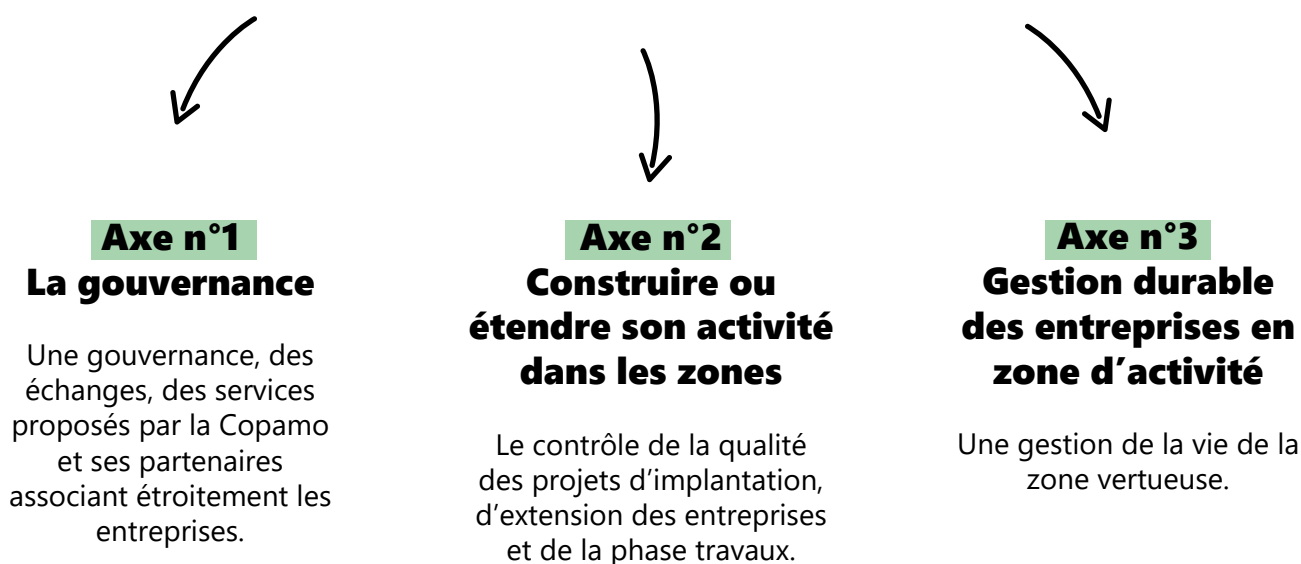 Axe n°1
La gouvernance
Une gouvernance, des
échanges, des services
proposés par la Copamo
et ses partenaires
associant étroitement les
entreprises.
Axe n°2
Construire ou
étendre son activité
dans les zones
Le contrôle de la qualité
des projets d’implantation,
d’extension des entreprises
et de la phase travaux.
Axe n°3
Gestion durable
des entreprises en
zone d’activité
Une gestion de la vie de la
zone vertueuse.